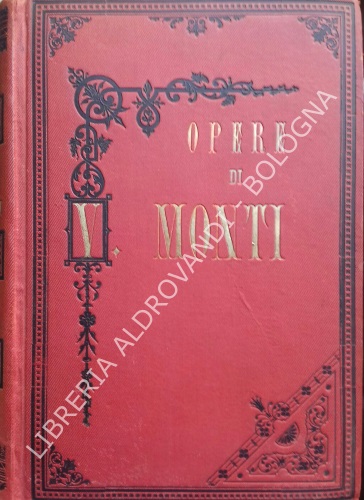 OPERE
DI
V. MONTI
LIBRERIA ALDROVANDI - BOLOGNA